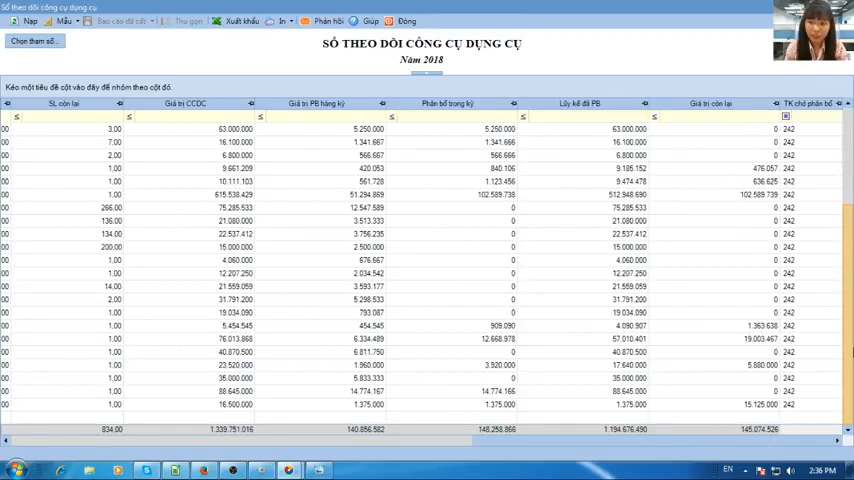 Sổ theo dõi công cụ dụng cụ
Nạp Mẫu Báo cáo đã cất Thu gọn Xuất khẩu In Phản hồi Giúp Đóng
Chọn tham số...
SỔ THEO DÕI CÔNG CỤ DỤNG CỤ
Năm 2018
Kéo một tiêu đề cột vào đây để nhóm theo cột đó.
SL còn lại Giá trị CCDC Giá trị PB hàng kỳ Phân bổ trong kỳ Lũy kế đã PB Giá trị còn lại TK chờ phân bổ
≤ ≤ ≤ ≤ ≤ ≤
00 3,00 63.000.000 5.250.000 5.250.000 63.000.000 0 242
00 7,00 16.100.000 1.341.667 1.341.666 16.100.000 0 242
00 2,00 6.800.000 566.667 566.666 6.800.000 0 242
00 1,00 9.661.209 420.053 840.106 9.185.152 476.057 242
00 1,00 10.111.103 561.728 1.123.456 9.474.478 636.625 242
00 1,00 615.538.429 51.294.869 102.589.738 512.948.690 102.589.739 242
00 266,00 75.285.533 12.547.589 0 75.285.533 0 242
00 136,00 21.080.000 3.513.333 0 21.080.000 0 242
00 134,00 22.537.412 3.756.235 0 22.537.412 0 242
00 200,00 15.000.000 2.500.000 0 15.000.000 0 242
00 1,00 4.060.000 676.667 0 4.060.000 0 242
00 1,00 12.207.250 2.034.542 0 12.207.250 0 242
00 14,00 21.559.059 3.593.177 0 21.559.059 0 242
00 2,00 31.791.200 5.298.533 0 31.791.200 0 242
00 1,00 19.034.090 793.087 0 19.034.090 0 242
00 1,00 5.454.545 454.545 909.090 4.090.907 1.363.638 242
00 1,00 76.013.868 6.334.489 12.668.978 57.010.401 19.003.467 242
00 1,00 40.870.500 6.811.750 0 40.870.500 0 242
00 1,00 23.520.000 1.960.000 3.920.000 17.640.000 5.880.000 242
00 1,00 35.000.000 5.833.333 0 35.000.000 0 242
00 1,00 88.645.000 14.774.167 14.774.166 88.645.000 0 242
00 1,00 16.500.000 1.375.000 1.375.000 1.375.000 15.125.000 242
834,00 1.339.751.016 140.856.582 148.258.866 1.194.676.490 145.074.526
EN 2:36 PM